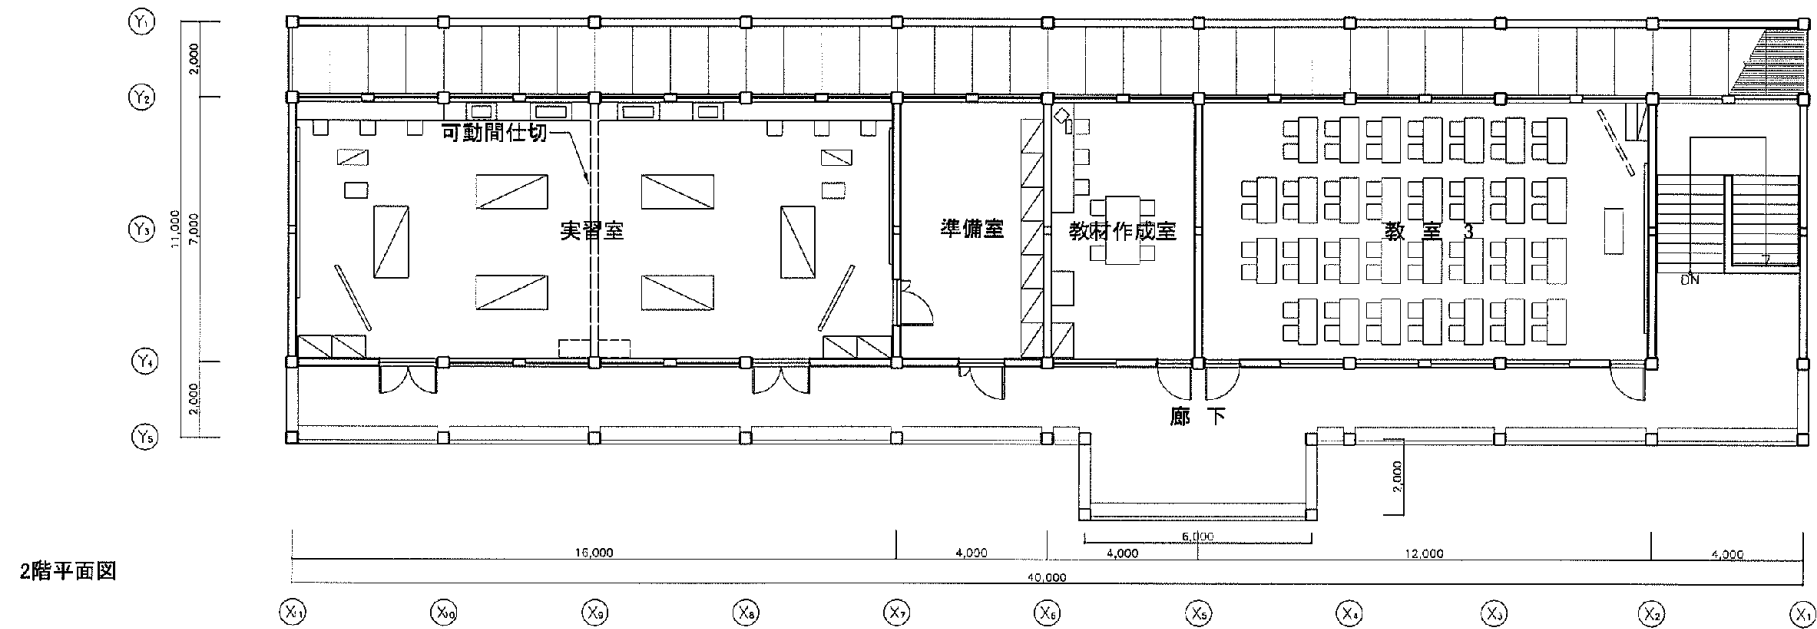 Y₁
2,000
Y₂
可動間仕切
Y₃
11,000
7,000
実習室
準備室
教材作成室
教 室 3
DN
Y₄
2,000
廊 下
Y₅
2,000
6,000
16,000
4,000
4,000
12,000
4,000
2階平面図
40,000
X₁₁
X₁₀
X₉
X₈
X₇
X₆
X₅
X₄
X₃
X₂
X₁